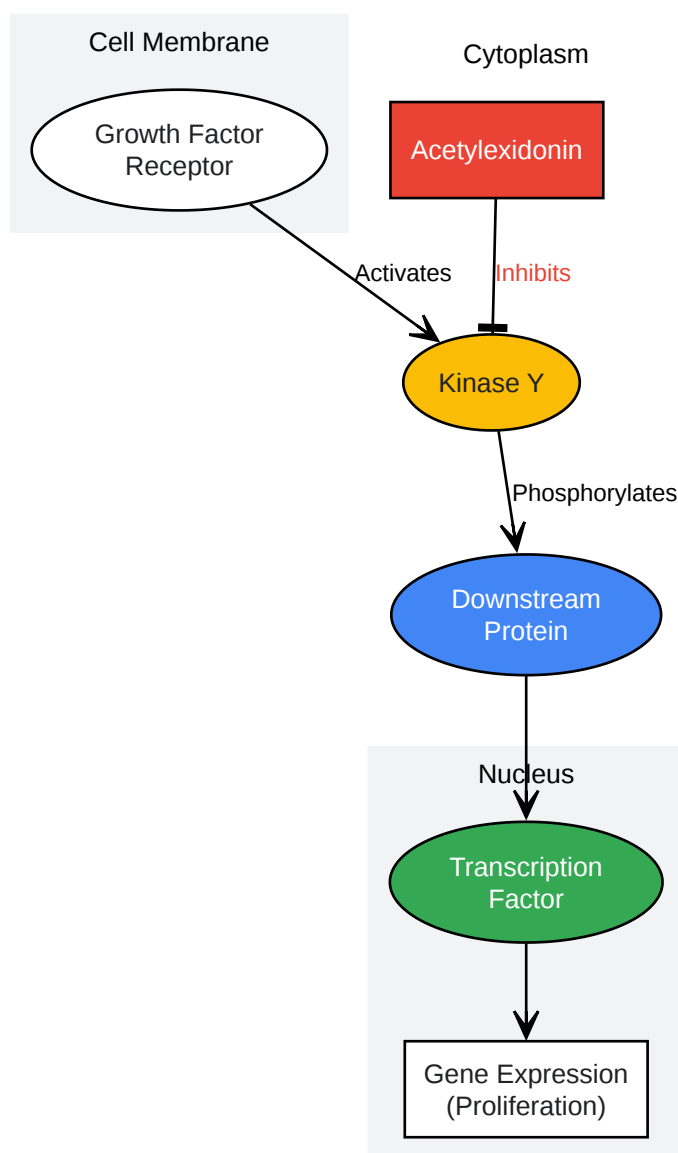 Cell Membrane
Cytoplasm
Growth Factor
Receptor
Acetylexidonin
Activates
Inhibits
Kinase Y
Phosphorylates
Downstream
Protein
Nucleus
Transcription
Factor
Gene Expression
(Proliferation)